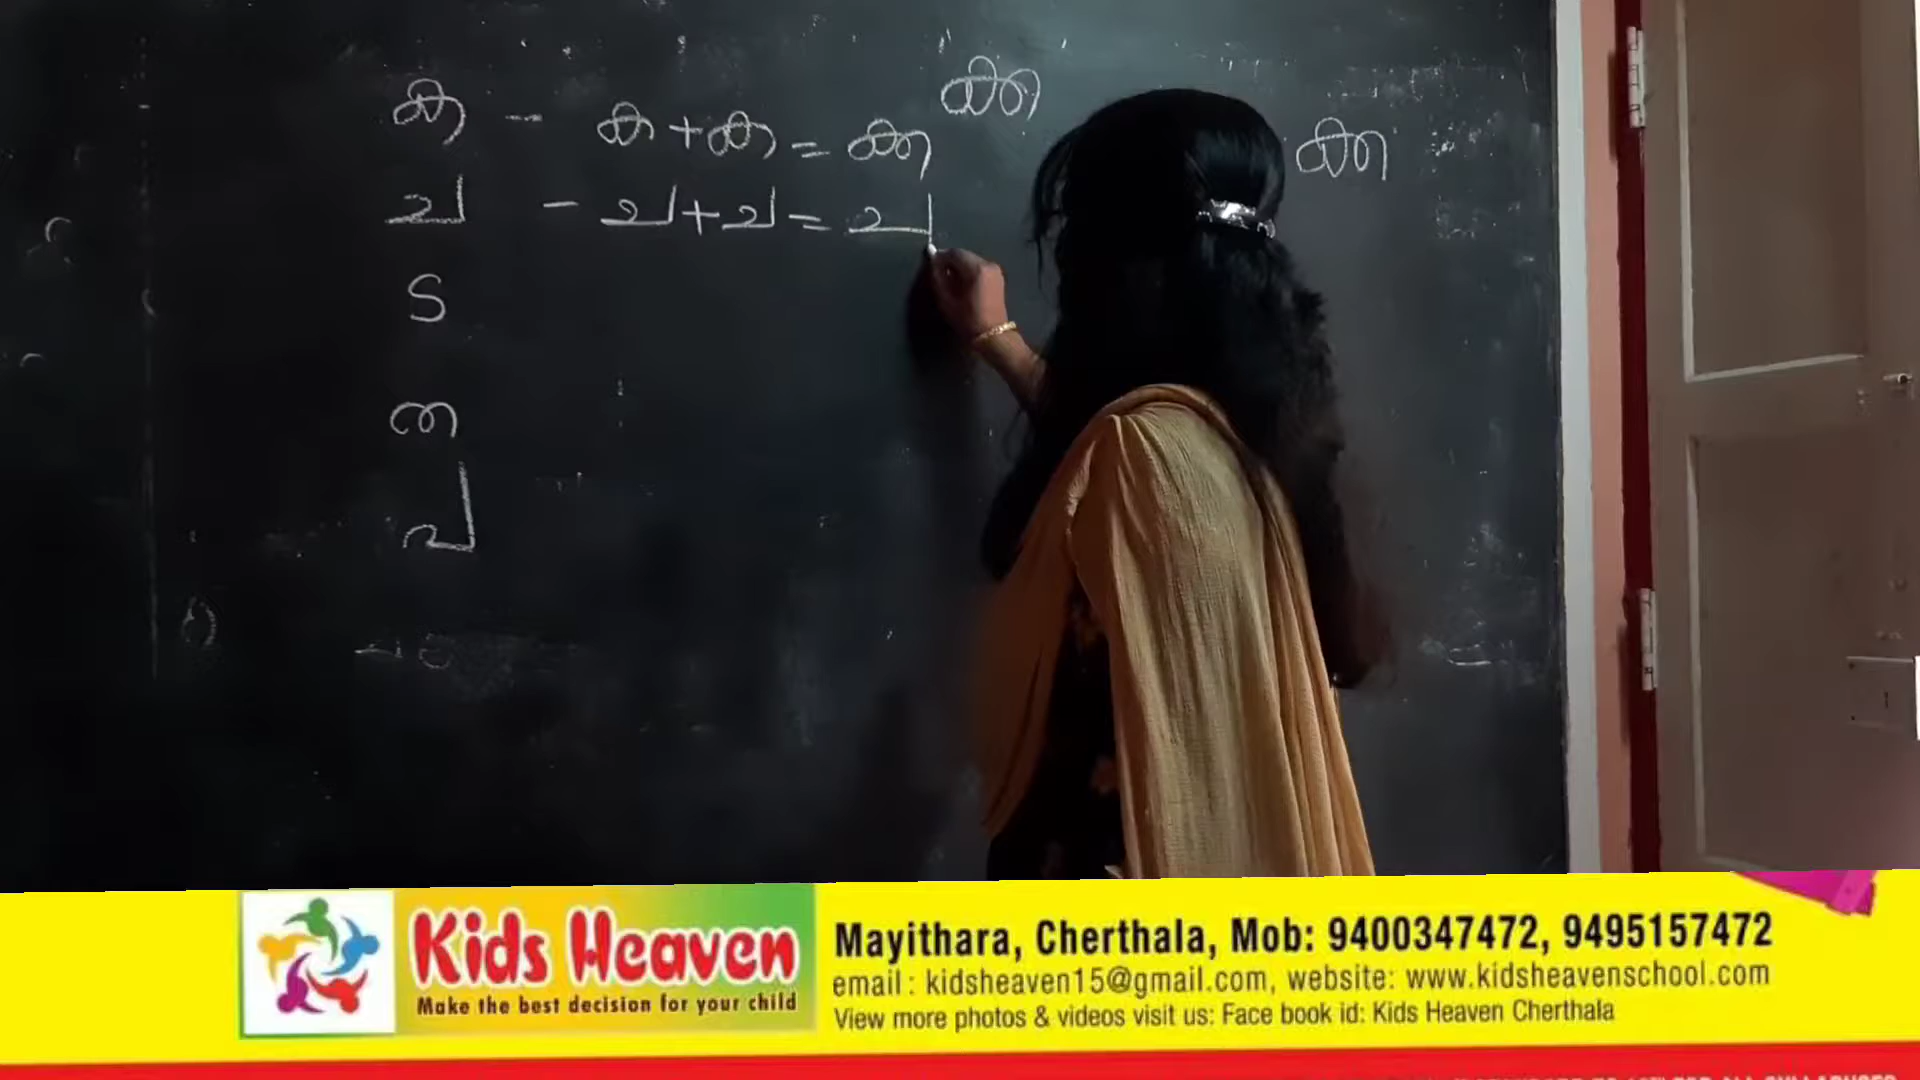 ക്ക
ക - ക + ക = ക്ക
ക്ക
ച - ച + ച = ച
ട
ത
പ
Kids Heaven
Make the best decision for your child
Mayithara, Cherthala, Mob: 9400347472, 9495157472
email : kidsheaven15@gmail.com, website: www.kidsheavenschool.com
View more photos & videos visit us: Face book id: Kids Heaven Cherthala